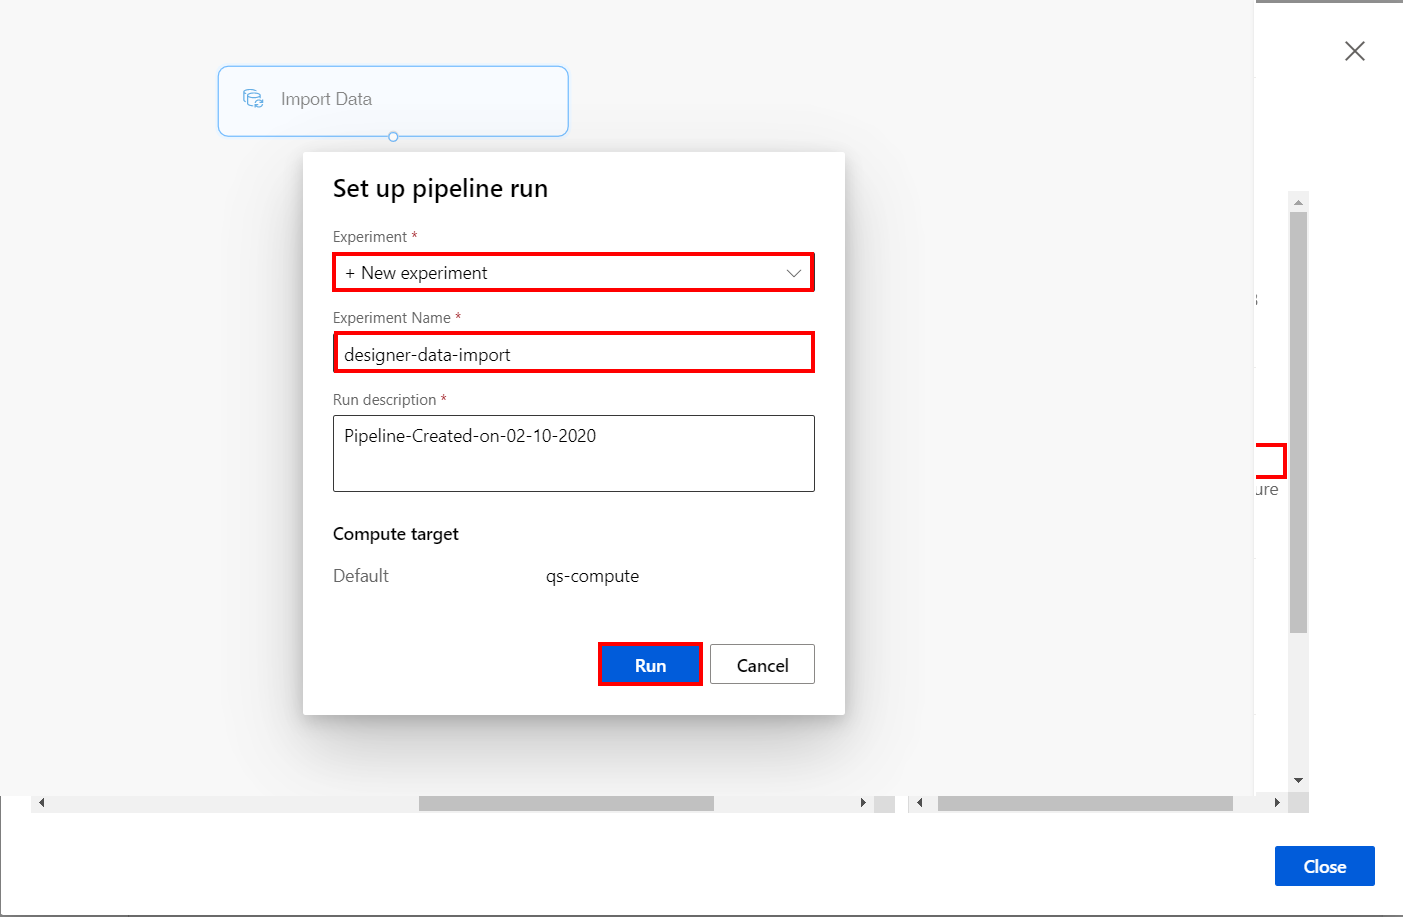 Import Data
Set up pipeline run
Experiment *
+ New experiment
Experiment Name *
designer-data-import
Run description *
Pipeline-Created-on-02-10-2020
Compute target
Default qs-compute
Run Cancel
ure
Close